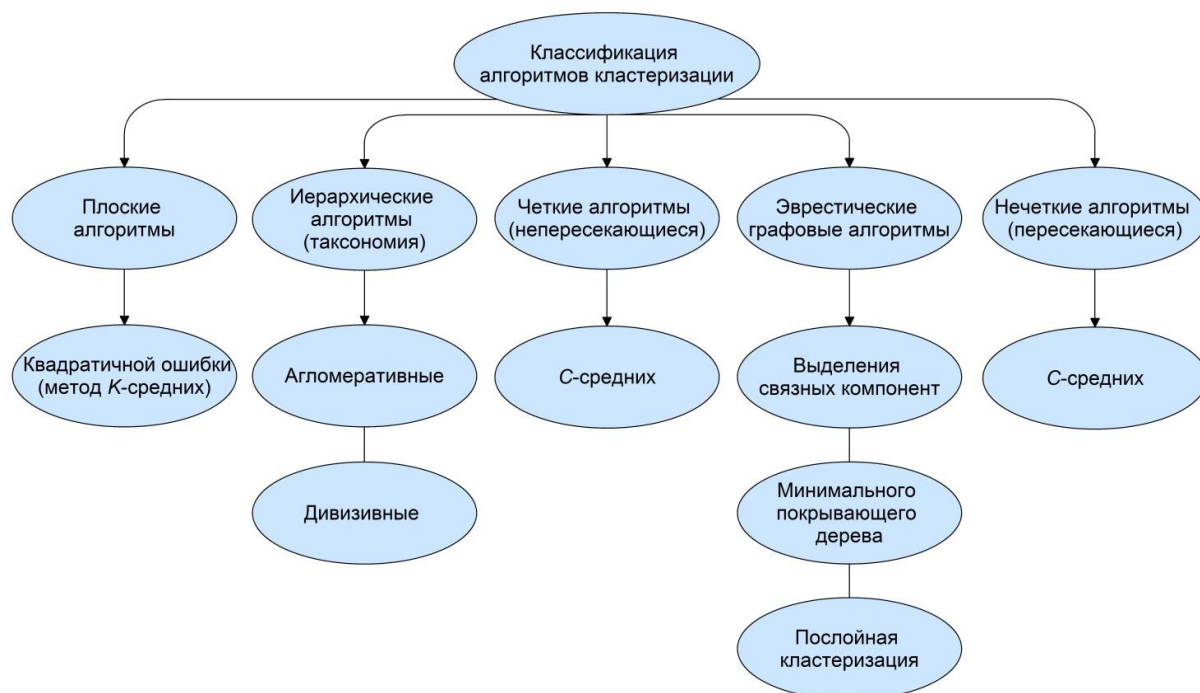 Классификация
алгоритмов кластеризации
Плоские
алгоритмы
Иерархические
алгоритмы
(таксономия)
Четкие алгоритмы
(непересекающиеся)
Эврестические
графовые алгоритмы
Нечеткие алгоритмы
(пересекающиеся)
Квадратичной ошибки
(метод K-средних)
Агломеративные
C-средних
Выделения
связных компонент
C-средних
Дивизивные
Минимального
покрывающего
дерева
Послойная
кластеризация